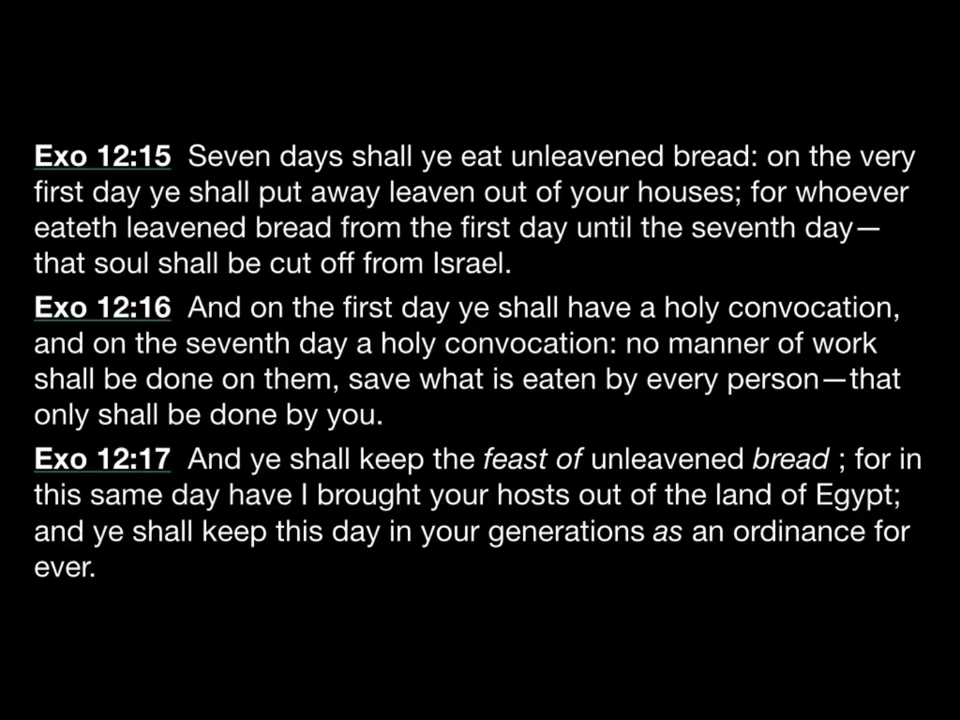 Exo 12:15 Seven days shall ye eat unleavened bread: on the very
first day ye shall put away leaven out of your houses; for whoever
eateth leavened bread from the first day until the seventh day—
that soul shall be cut off from Israel.
Exo 12:16 And on the first day ye shall have a holy convocation,
and on the seventh day a holy convocation: no manner of work
shall be done on them, save what is eaten by every person—that
only shall be done by you.
Exo 12:17 And ye shall keep the feast of unleavened bread ; for in
this same day have I brought your hosts out of the land of Egypt;
and ye shall keep this day in your generations as an ordinance for
ever.